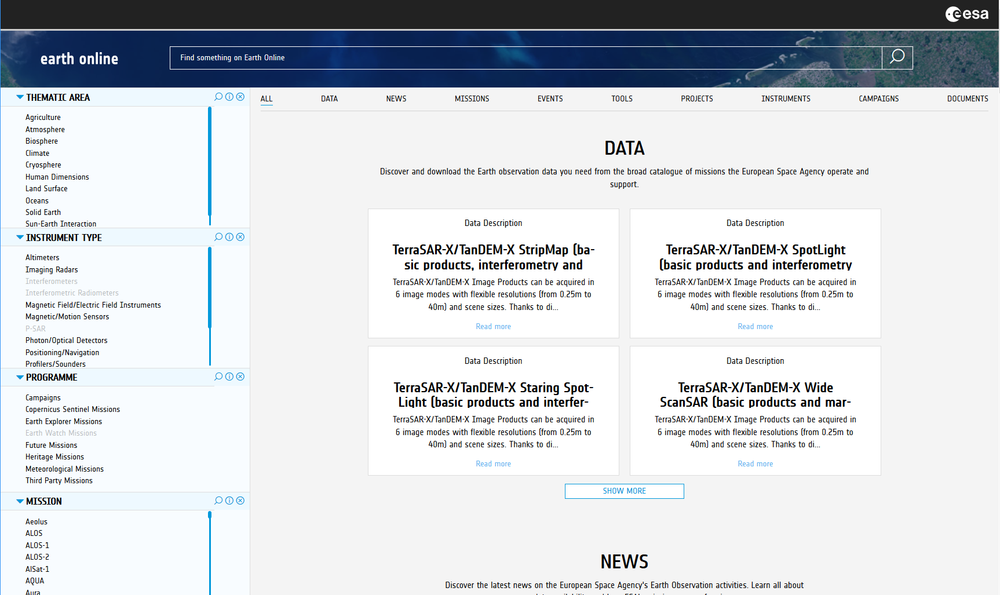 esa
earth online
Find something on Earth Online
THEMATIC AREA
Agriculture
Atmosphere
Biosphere
Climate
Cryosphere
Human Dimensions
Land Surface
Oceans
Solid Earth
Sun-Earth Interaction
INSTRUMENT TYPE
Altimeters
Imaging Radars
Interferometers
Interferometric Radiometers
Magnetic Field/Electric Field Instruments
Magnetic/Motion Sensors
P-SAR
Photon/Optical Detectors
Positioning/Navigation
Profilers/Sounders
PROGRAMME
Campaigns
Copernicus Sentinel Missions
Earth Explorer Missions
Earth Watch Missions
Future Missions
Heritage Missions
Meteorological Missions
Third Party Missions
MISSION
Aeolus
ALOS
ALOS-1
ALOS-2
AlSat-1
AQUA
Aura
ALL DATA NEWS MISSIONS EVENTS TOOLS PROJECTS INSTRUMENTS CAMPAIGNS DOCUMENTS
DATA
Discover and download the Earth observation data you need from the broad catalogue of missions the European Space Agency operate and
support.
Data Description
TerraSAR-X/TanDEM-X StripMap (ba-
sic products, interferometry and
TerraSAR-X/TanDEM-X Image Products can be acquired in
6 image modes with flexible resolutions (from 0.25m to
40m) and scene sizes. Thanks to di...
Read more
Data Description
TerraSAR-X/TanDEM-X SpotLight
(basic products and interferometry
TerraSAR-X/TanDEM-X Image Products can be acquired in
6 image modes with flexible resolutions (from 0.25m to
40m) and scene sizes. Thanks to di...
Read more
Data Description
TerraSAR-X/TanDEM-X Staring Spot-
Light (basic products and interfer-
TerraSAR-X/TanDEM-X Image Products can be acquired in
6 image modes with flexible resolutions (from 0.25m to
40m) and scene sizes. Thanks to di...
Read more
Data Description
TerraSAR-X/TanDEM-X Wide
ScanSAR (basic products and mar-
TerraSAR-X/TanDEM-X Image Products can be acquired in
6 image modes with flexible resolutions (from 0.25m to
40m) and scene sizes. Thanks to di...
Read more
SHOW MORE
NEWS
Discover the latest news on the European Space Agency's Earth Observation activities. Learn all about